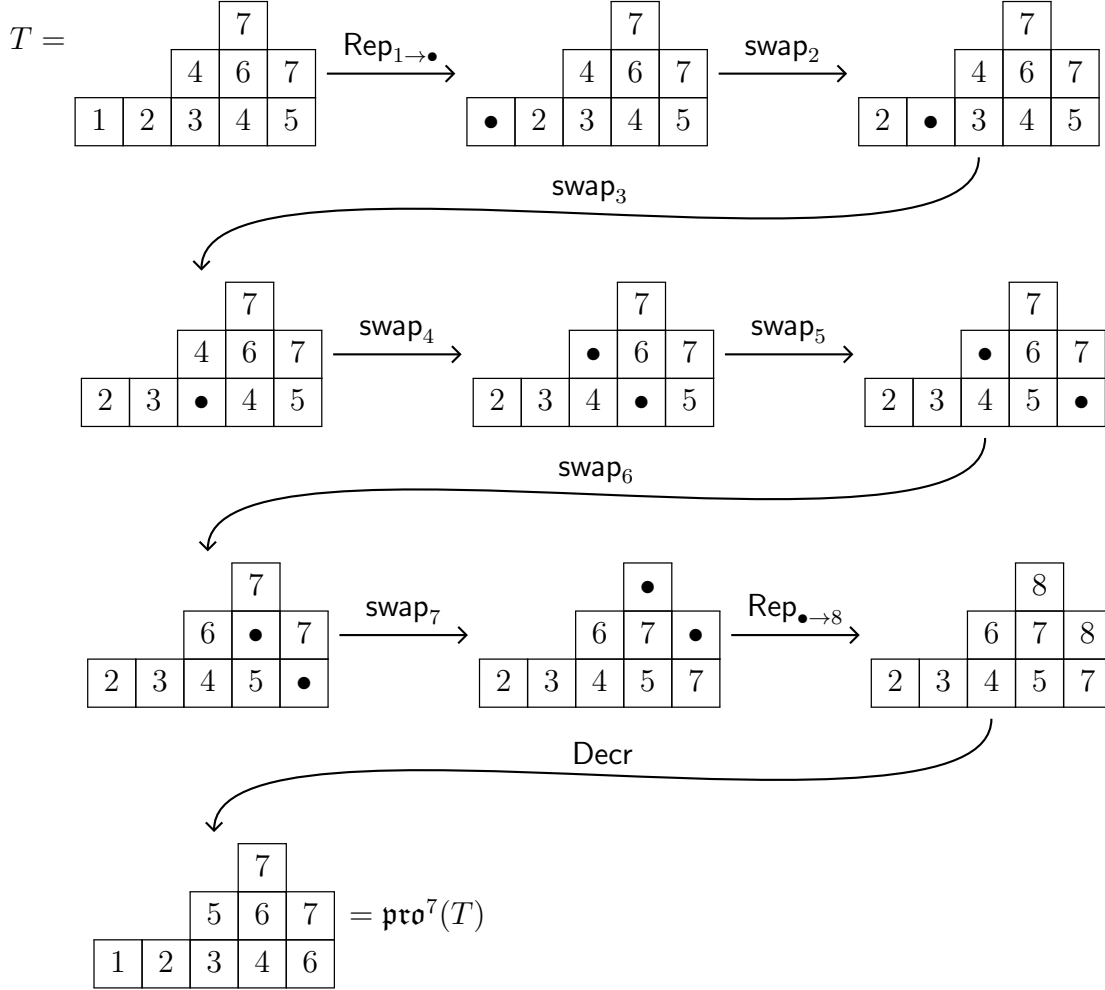 7 7 7
T = 4 6 7 Rep₁→• 4 6 7 swap₂ 4 6 7
1 2 3 4 5 • 2 3 4 5 2 • 3 4 5
swap₃
7 7 7
4 6 7 swap₄ • 6 7 swap₅ • 6 7
2 3 • 4 5 2 3 4 • 5 2 3 4 5 •
swap₆
7 • 8
6 • 7 swap₇ 6 7 • Rep•→8 6 7 8
2 3 4 5 • 2 3 4 5 7 2 3 4 5 7
Decr
7
5 6 7 = 𝔭𝔯𝔬⁷(T)
1 2 3 4 6